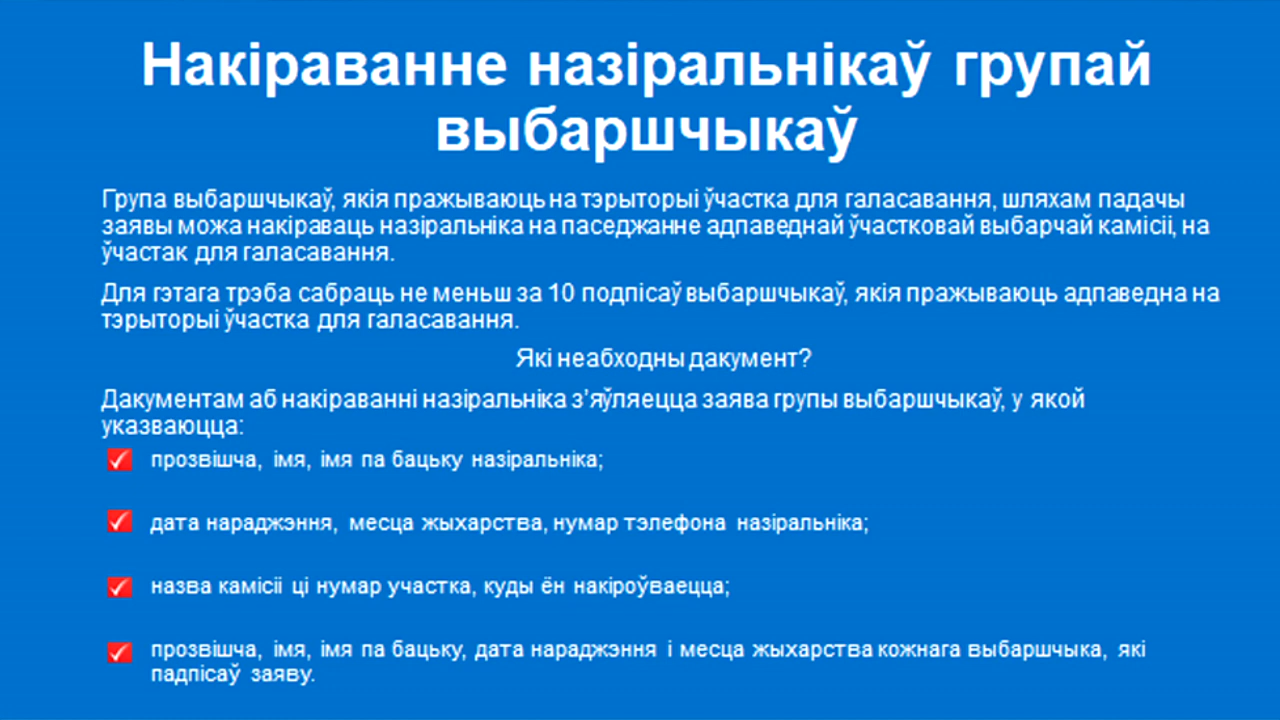 Накіраванне назіральнікаў групай
выбаршчыкаў
Група выбаршчыкаў, якія пражываюць на тэрыторыі ўчастка для галасавання, шляхам падачы
заявы можа накіраваць назіральніка на паседжанне адпаведнай ўчастковай выбарчай камісіі, на
ўчастак для галасавання.
Для гэтага трэба сабраць не меньш за 10 подпісаў выбаршчыкаў, якія пражываюць адпаведна на
тэрыторыі ўчастка для галасавання.
Які неабходны дакумент?
Дакументам аб накіраванні назіральніка з'яўляецца заява групы выбаршчыкаў, у якой
указваюцца:
прозвішча, імя, імя па бацьку назіральніка;
дата нараджэння, месца жыхарства, нумар тэлефона назіральніка;
назва камісіі ці нумар участка, куды ён накіроўваецца;
прозвішча, імя, імя па бацьку, дата нараджэння і месца жыхарства кожнага выбаршчыка, які
падпісаў заяву.